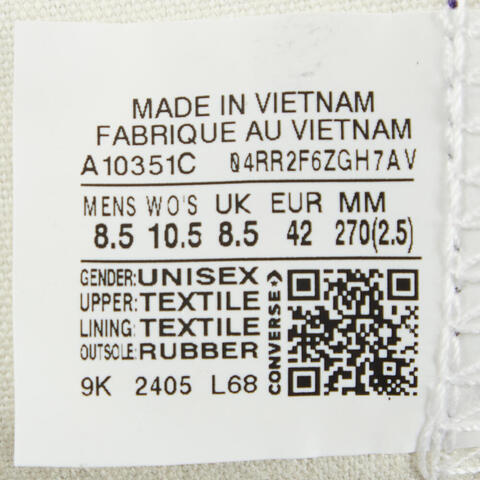 MADE IN VIETNAM
FABRIQUE AU VIETNAM
A10351C 04RR2F6ZGH7AV
MENS WO'S UK EUR MM
8.5 10.5 8.5 42 270(2.5)
GENDER: UNISEX
UPPER: TEXTILE
LINING: TEXTILE
OUTSOLE: RUBBER
CONVERSE
9K 2405 L68